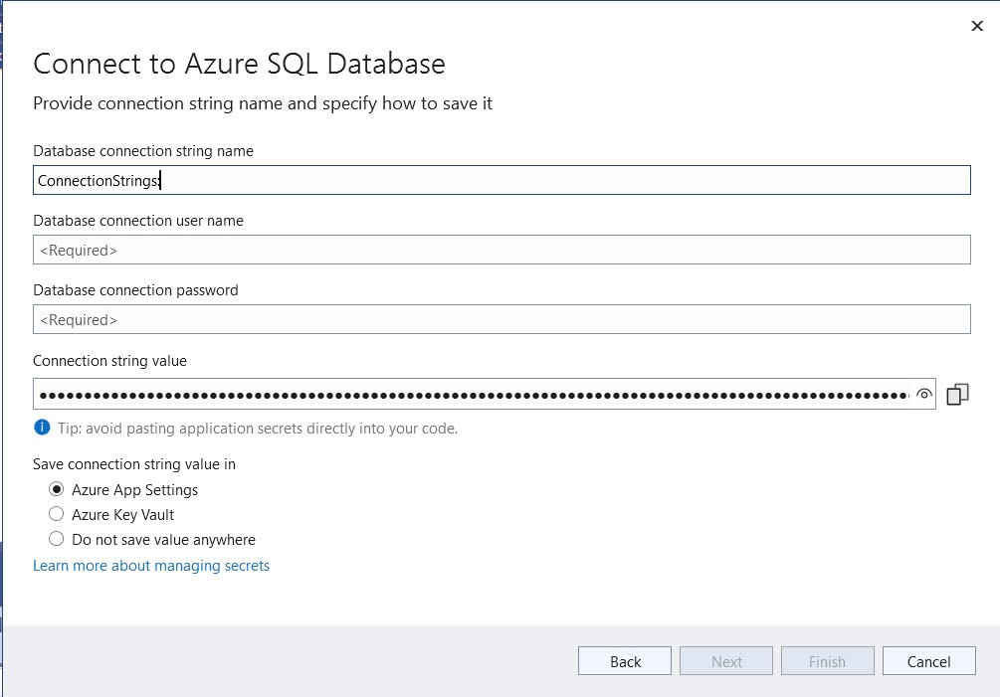 Connect to Azure SQL Database
Provide connection string name and specify how to save it
Database connection string name
ConnectionStrings:
Database connection user name
<Required>
Database connection password
<Required>
Connection string value
Tip: avoid pasting application secrets directly into your code.
Save connection string value in
Azure App Settings
Azure Key Vault
Do not save value anywhere
Learn more about managing secrets
Back Next Finish Cancel